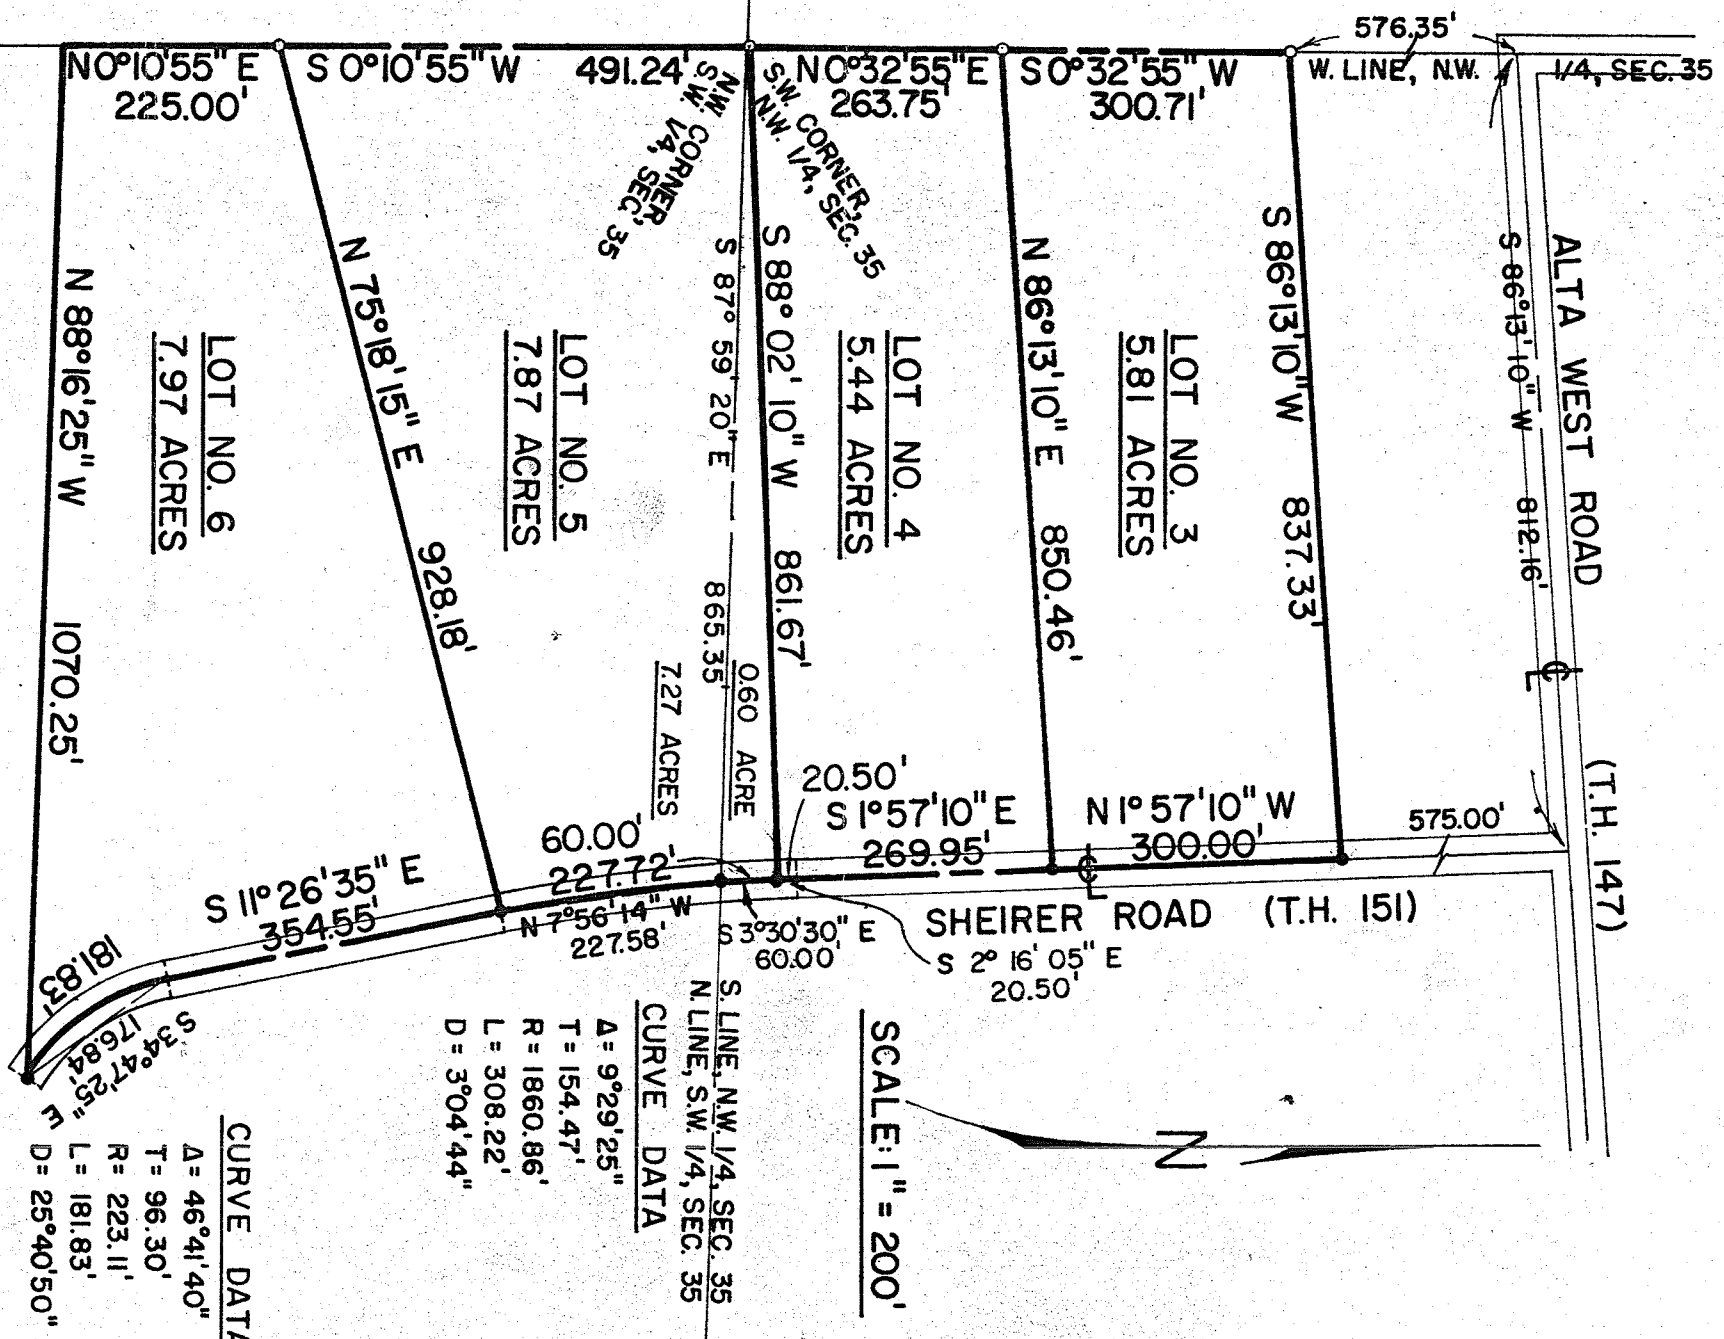 576.35'
N 0°10'55" E
225.00'
S 0°10'55" W
491.24'
N 0°32'55" E
263.75'
S 0°32'55" W
300.71'
W. LINE, N.W. 1/4, SEC. 35
N.W. CORNER,
S.W. 1/4, SEC. 35
S.W. CORNER,
N.W. 1/4, SEC. 35
N 88°16'25" W 1070.25'
LOT NO. 6
7.97 ACRES
N 75°18'15" E 928.18'
LOT NO. 5
7.87 ACRES
S 87° 59' 20" E 865.35'
S 88° 02' 10" W 861.67'
LOT NO. 4
5.44 ACRES
N 86°13'10" E 850.46'
LOT NO. 3
5.81 ACRES
S 86°13'10" W 837.33'
S 86°13'10" W 812.16'
ALTA WEST ROAD (T.H. 147)
℄
0.60 ACRE
7.27 ACRES
20.50'
S 1°57'10" E
269.95'
N 1°57'10" W
300.00'
575.00'
60.00'
227.72'
N 7°56'14" W
227.58'
S 11°26'35" E
354.55'
S 3°30'30" E
60.00'
℄
SHEIRER ROAD (T.H. 151)
S 2° 16' 05" E
20.50'
181.83'
S 34°47'25" E
176.84'
S. LINE, N.W. 1/4, SEC. 35
N. LINE, S.W. 1/4, SEC. 35
CURVE DATA
Δ= 9°29'25"
T= 154.47'
R= 1860.86'
L= 308.22'
D= 3°04'44"
SCALE: 1" = 200'
N
CURVE DATA
Δ= 46°41'40"
T= 96.30'
R= 223.11'
L= 181.83'
D= 25°40'50"